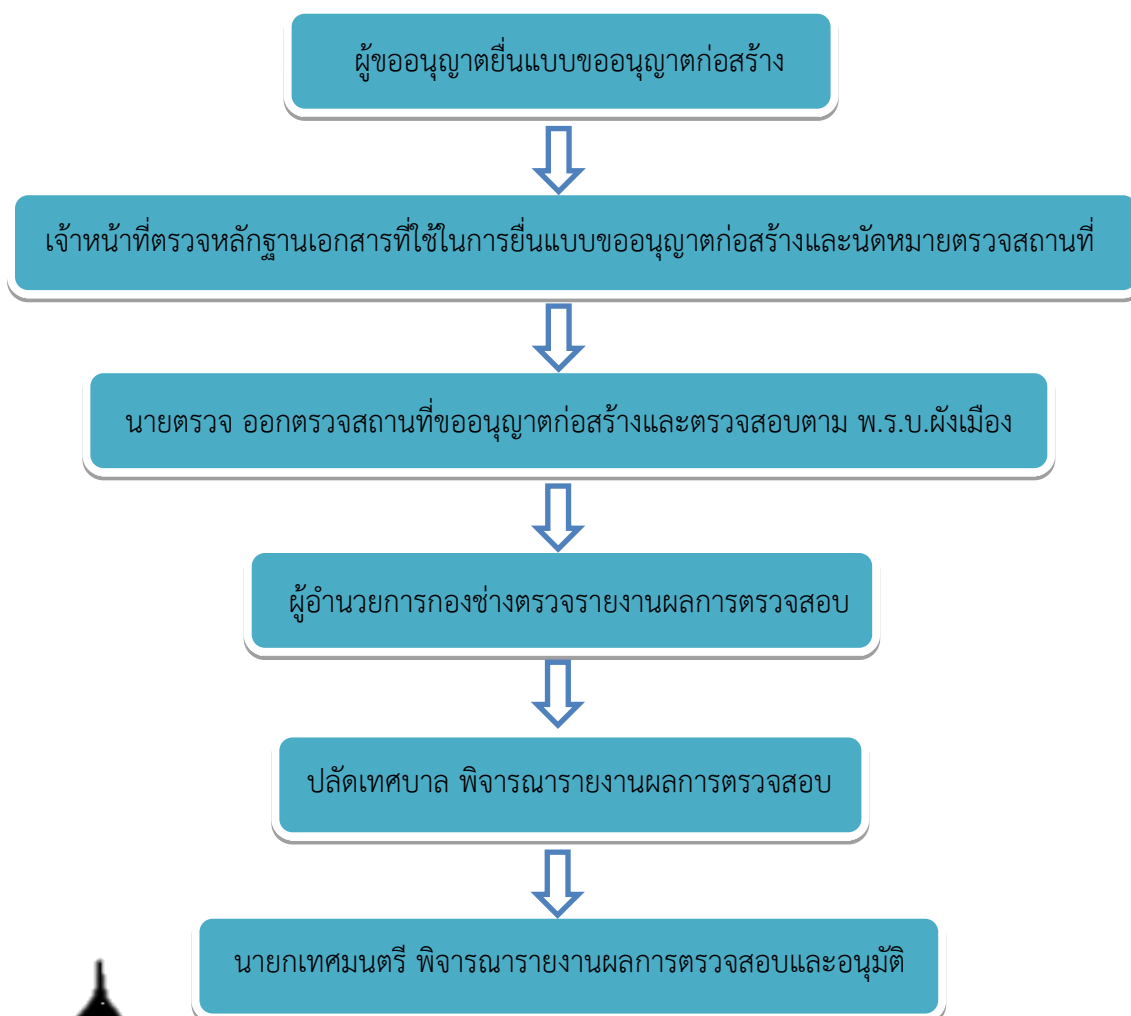 ผู้ขออนุญาตยื่นแบบขออนุญาตก่อสร้าง
เจ้าหน้าที่ตรวจหลักฐานเอกสารที่ใช้ในการยื่นแบบขออนุญาตก่อสร้างและนัดหมายตรวจสถานที่
นายตรวจ ออกตรวจสถานที่ขออนุญาตก่อสร้างและตรวจสอบตาม พ.ร.บ.ผังเมือง
ผู้อำนวยการกองช่างตรวจรายงานผลการตรวจสอบ
ปลัดเทศบาล พิจารณารายงานผลการตรวจสอบ
นายกเทศมนตรี พิจารณารายงานผลการตรวจสอบและอนุมัติ